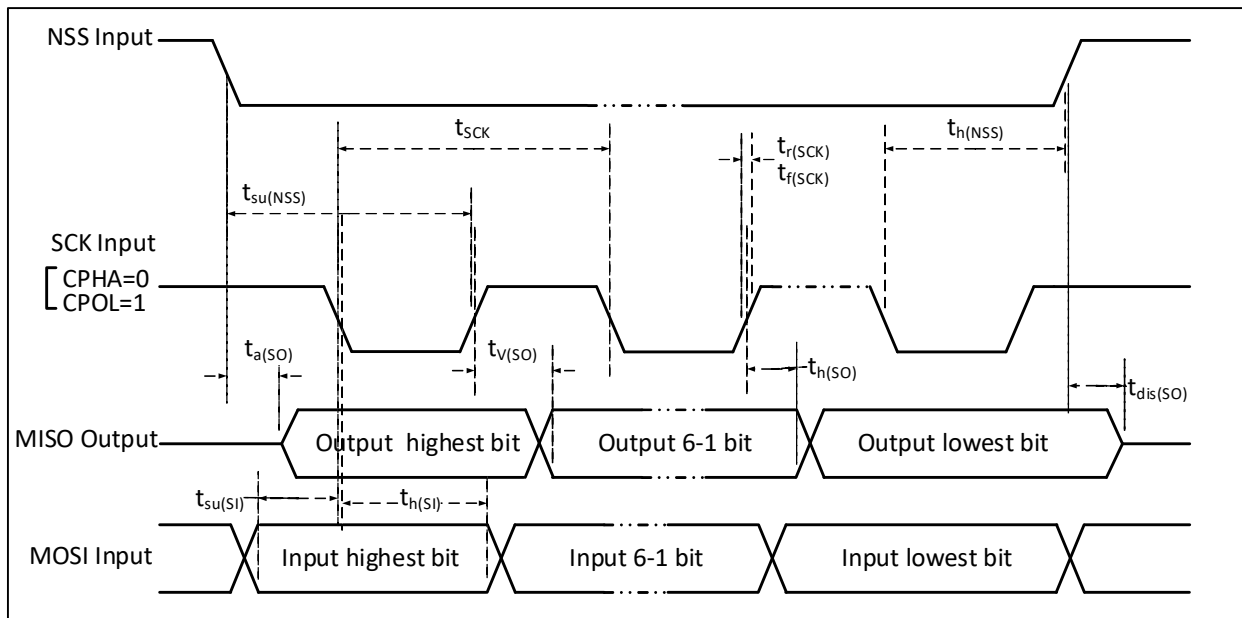 NSS Input
tSCK
th(NSS)
tr(SCK)
tf(SCK)
tsu(NSS)
SCK Input
CPHA=0
CPOL=1
ta(SO)
tV(SO)
th(SO)
tdis(SO)
MISO Output
Output highest bit
Output 6-1 bit
Output lowest bit
tsu(SI)
th(SI)
MOSI Input
Input highest bit
Input 6-1 bit
Input lowest bit